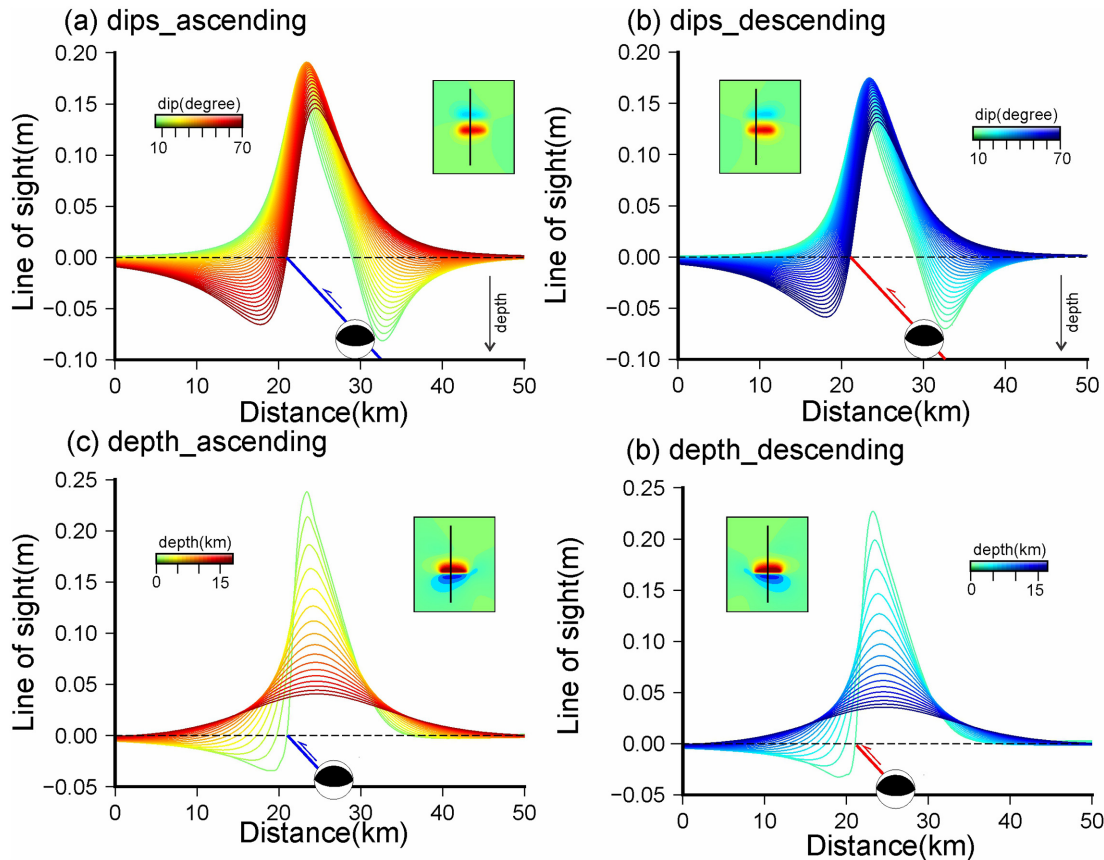 (a) dips_ascending
Line of sight(m)
0.20
0.15
0.10
0.05
0.00
-0.05
-0.10
dip(degree)
10 70
depth
0 10 20 30 40 50
Distance(km)
(b) dips_descending
Line of sight(m)
0.20
0.15
0.10
0.05
0.00
-0.05
-0.10
dip(degree)
10 70
depth
0 10 20 30 40 50
Distance(km)
(c) depth_ascending
Line of sight(m)
0.25
0.20
0.15
0.10
0.05
0.00
-0.05
depth(km)
0 15
0 10 20 30 40 50
Distance(km)
(b) depth_descending
Line of sight(m)
0.25
0.20
0.15
0.10
0.05
0.00
-0.05
depth(km)
0 15
0 10 20 30 40 50
Distance(km)